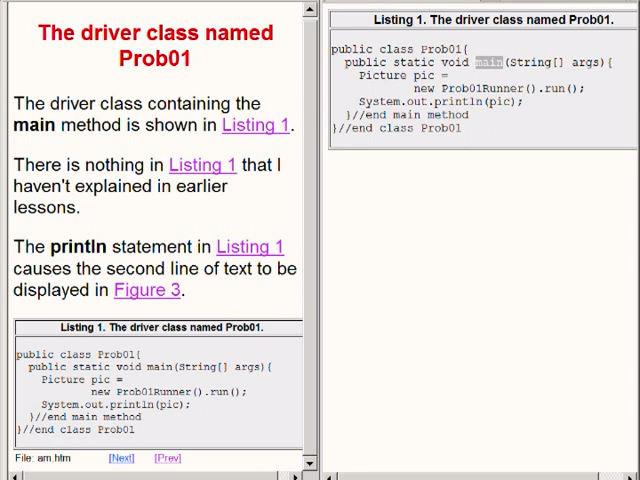 The driver class named
Prob01
The driver class containing the
main method is shown in Listing 1.
There is nothing in Listing 1 that I
haven't explained in earlier
lessons.
The println statement in Listing 1
causes the second line of text to be
displayed in Figure 3.
Listing 1. The driver class named Prob01.
public class Prob01{
public static void main(String[] args){
Picture pic =
new Prob01Runner().run();
System.out.println(pic);
}//end main method
}//end class Prob01
File: am.htm [Next] [Prev]
Listing 1. The driver class named Prob01.
public class Prob01{
public static void main(String[] args){
Picture pic =
new Prob01Runner().run();
System.out.println(pic);
}//end main method
}//end class Prob01